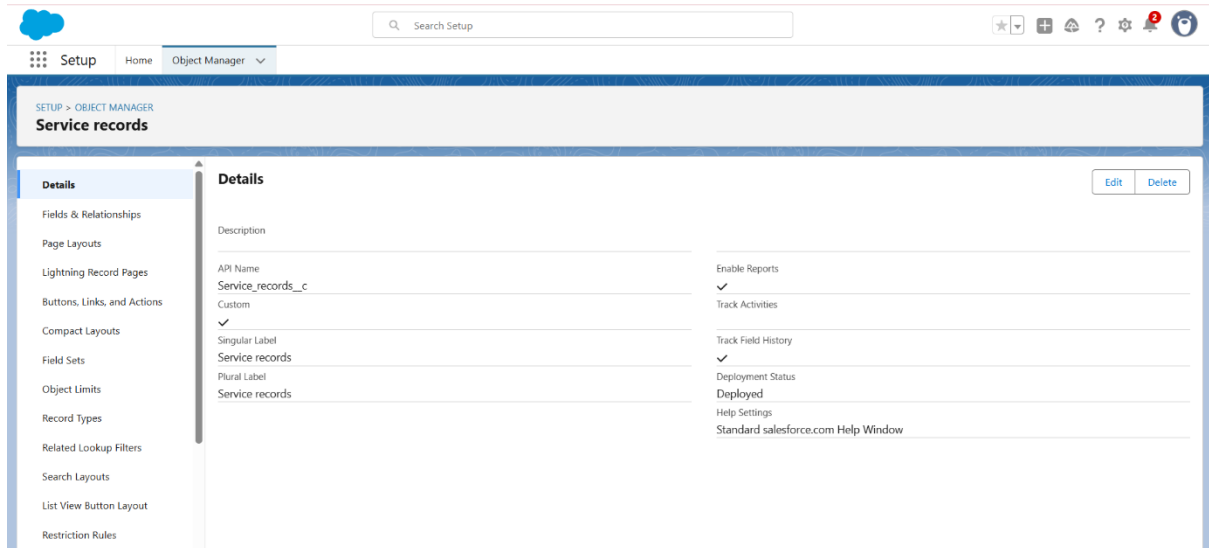 Search Setup
2
Setup
Home
Object Manager
SETUP > OBJECT MANAGER
Service records
Details
Fields & Relationships
Page Layouts
Lightning Record Pages
Buttons, Links, and Actions
Compact Layouts
Field Sets
Object Limits
Record Types
Related Lookup Filters
Search Layouts
List View Button Layout
Restriction Rules
Details
Edit
Delete
Description
API Name
Service_records__c
Custom
Singular Label
Service records
Plural Label
Service records
Enable Reports
Track Activities
Track Field History
Deployment Status
Deployed
Help Settings
Standard salesforce.com Help Window